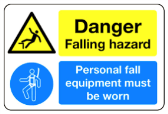 Danger
Falling hazard
Personal fall
equipment must
be worn